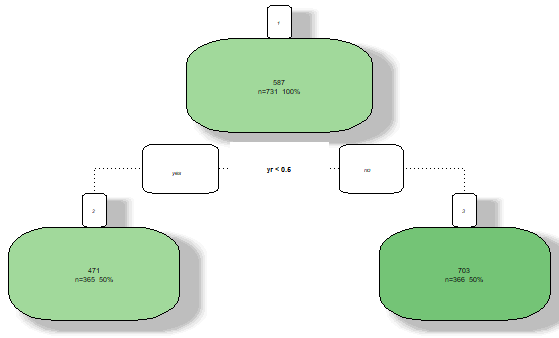 1
587
n=731 100%
yes
yr < 0.5
no
2
3
471
n=365 50%
703
n=366 50%